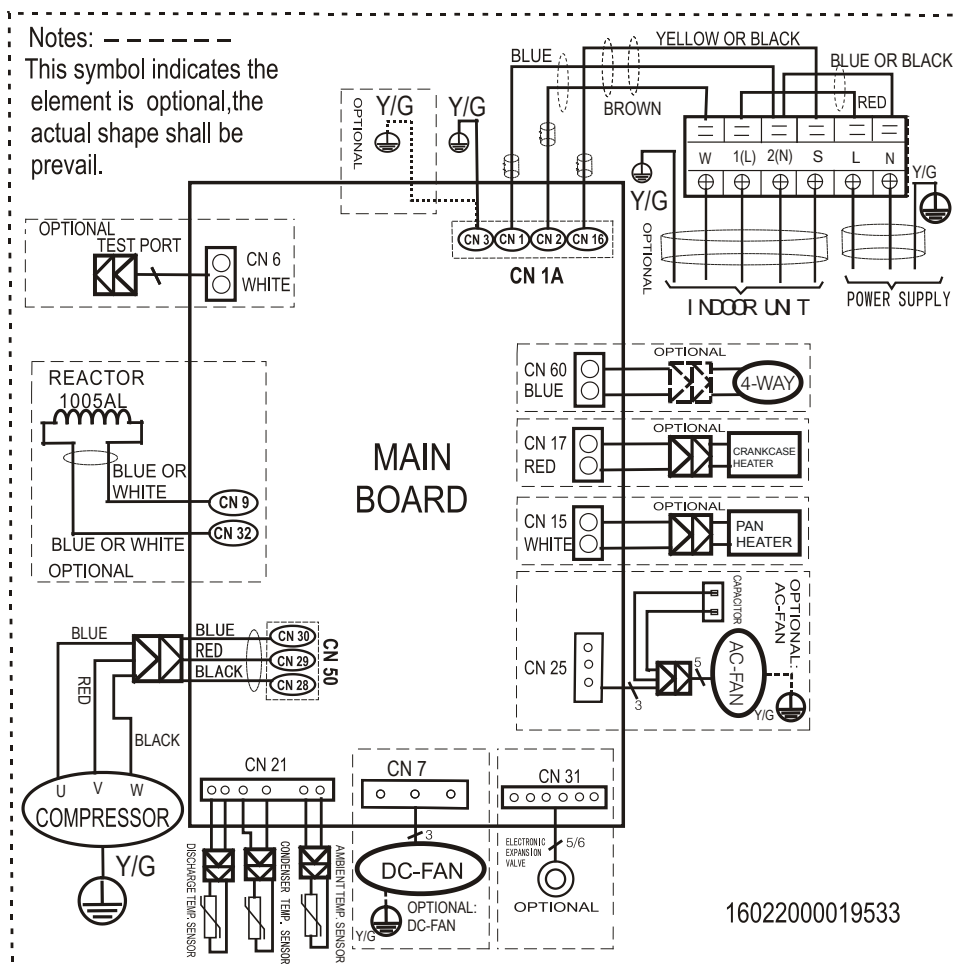 Notes: – – – – – –
This symbol indicates the
element is optional,the
actual shape shall be
prevail.
OPTIONAL
Y/G
Y/G
BLUE
YELLOW OR BLACK
BROWN
BLUE OR BLACK
RED
W 1(L) 2(N) S L N
Y/G
Y/G
OPTIONAL
INDOOR UNIT
POWER SUPPLY
CN 3 CN 1 CN 2 CN 16
CN 1A
OPTIONAL
TEST PORT
CN 6
WHITE
REACTOR
1005AL
BLUE OR
WHITE
CN 9
BLUE OR WHITE
CN 32
OPTIONAL
MAIN
BOARD
CN 60
BLUE
OPTIONAL
4-WAY
CN 17
RED
OPTIONAL
CRANKCASE
HEATER
CN 15
WHITE
OPTIONAL
PAN
HEATER
CN 25
3
CAPACITOR
5
AC-FAN
OPTIONAL:
AC-FAN
Y/G
BLUE
RED
BLACK
BLUE
RED
BLACK
CN 30
CN 29
CN 28
CN 50
U V W
COMPRESSOR
Y/G
CN 21
DISCHARGE TEMP. SENSOR
CONDENSER TEMP. SENSOR
AMBIENT TEMP. SENSOR
CN 7
3
DC-FAN
Y/G
OPTIONAL:
DC-FAN
CN 31
ELECTRONIC
EXPANSION
VALVE
5/6
OPTIONAL
16022000019533